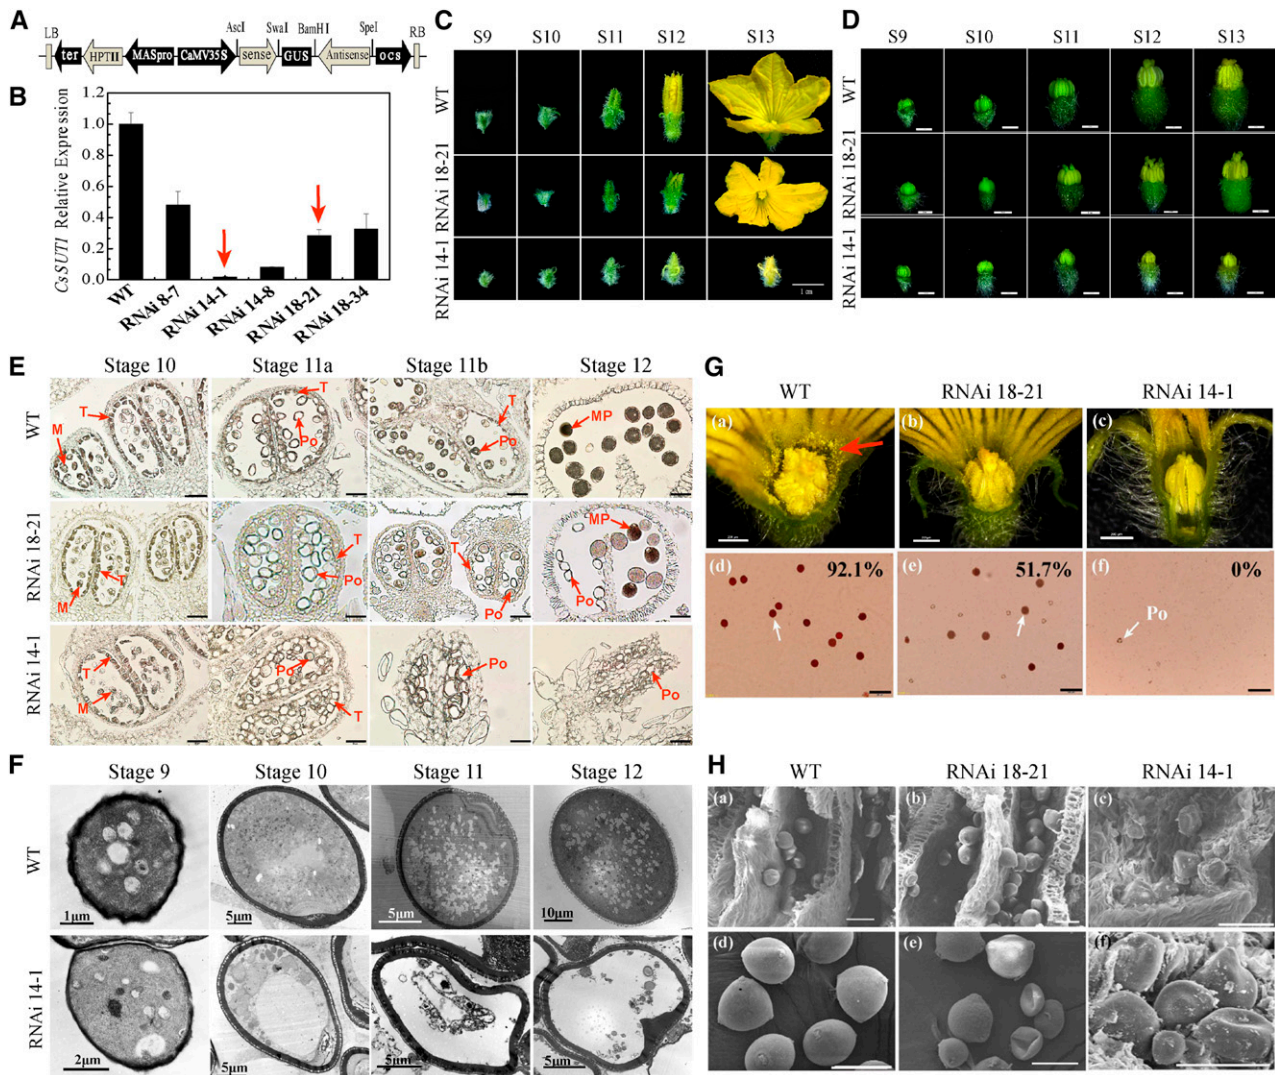 A
LB
AscI
SwaI
BamH I
SpeI
RB
ter
HPTII
MASpro
CaMV35S
sense
GUS
Antisense
ocs
B
CsSUT1 Relative Expression
1.2
1.0
0.8
0.6
0.4
0.2
0.0
WT
RNAi 8-7
RNAi 14-1
RNAi 14-8
RNAi 18-21
RNAi 18-34
C
S9 S10 S11 S12 S13
WT
RNAi 18-21
RNAi 14-1
1 cm
D
S9 S10 S11 S12 S13
WT
RNAi 18-21
RNAi 14-1
E
Stage 10 Stage 11a Stage 11b Stage 12
WT
M T T Po T Po MP
RNAi 18-21
M T T Po T Po MP Po
RNAi 14-1
T M Po T Po Po
F
Stage 9 Stage 10 Stage 11 Stage 12
WT
1μm 5μm 5μm 10μm
RNAi 14-1
2μm 5μm 5μm 5μm
G
WT RNAi 18-21 RNAi 14-1
(a) (b) (c)
(d) 92.1% (e) 51.7% (f) 0%
Po
H
WT RNAi 18-21 RNAi 14-1
(a) (b) (c)
(d) (e) (f)